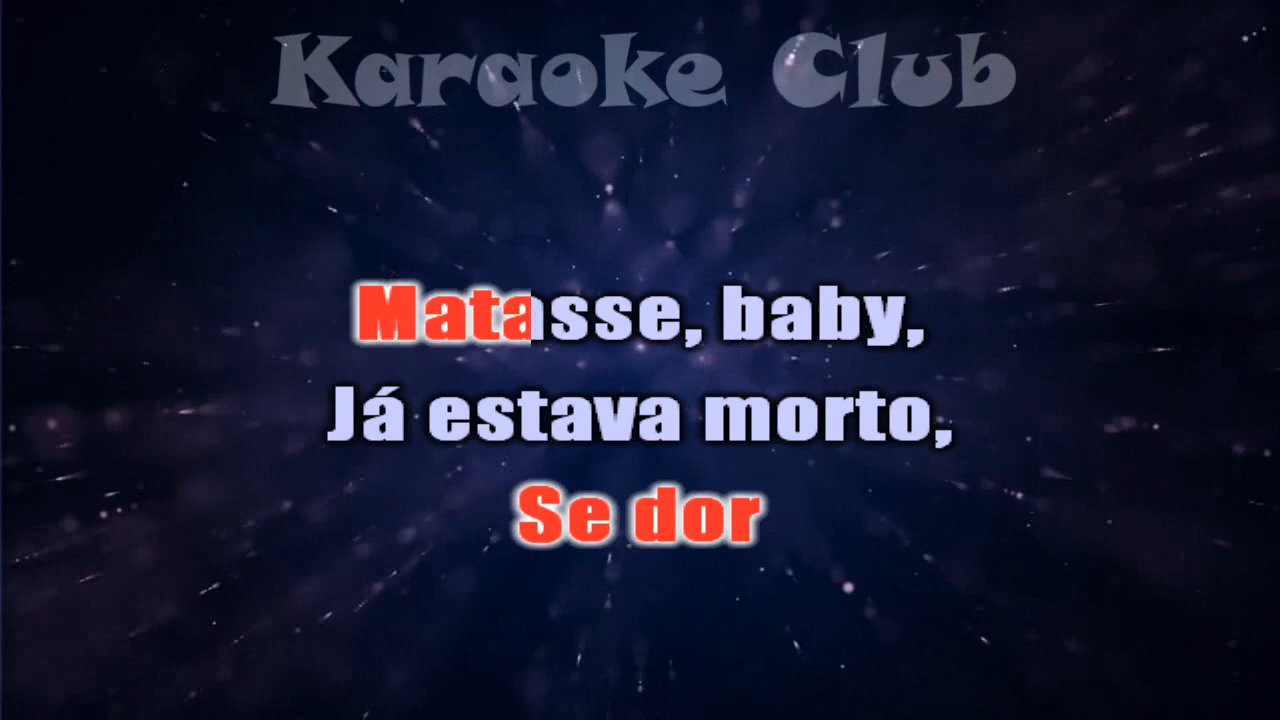 Karaoke Club
Matasse, baby,
Já estava morto,
Se dor